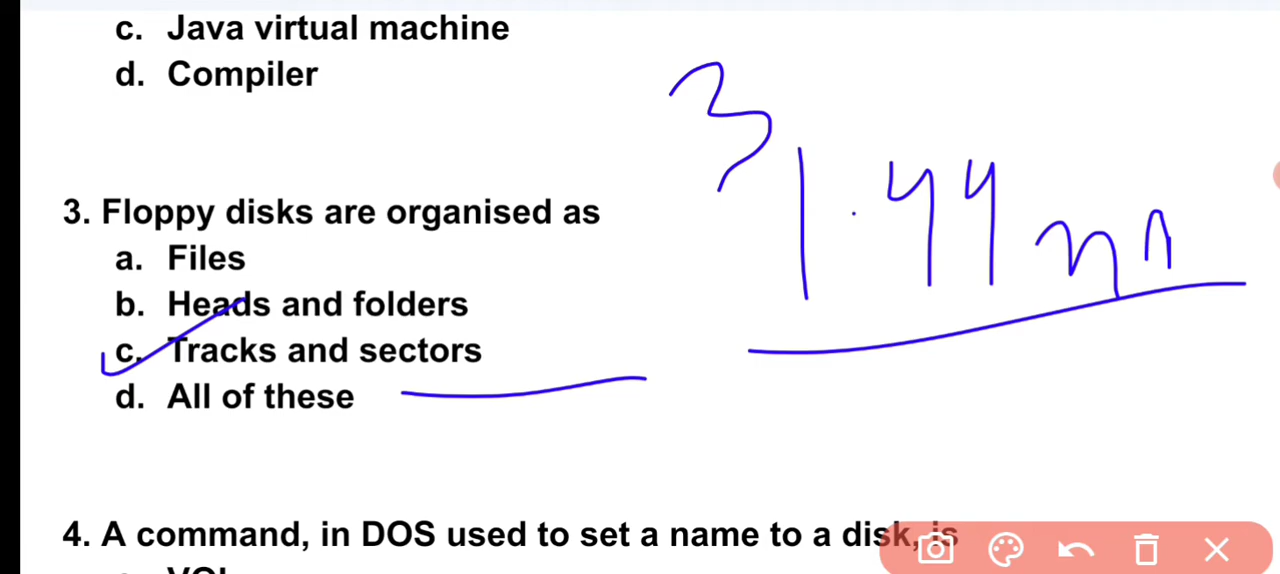 c. Java virtual machine
d. Compiler
3
1.44
3. Floppy disks are organised as
a. Files
b. Heads and folders
c. Tracks and sectors
d. All of these
4. A command, in DOS used to set a name to a disk, is